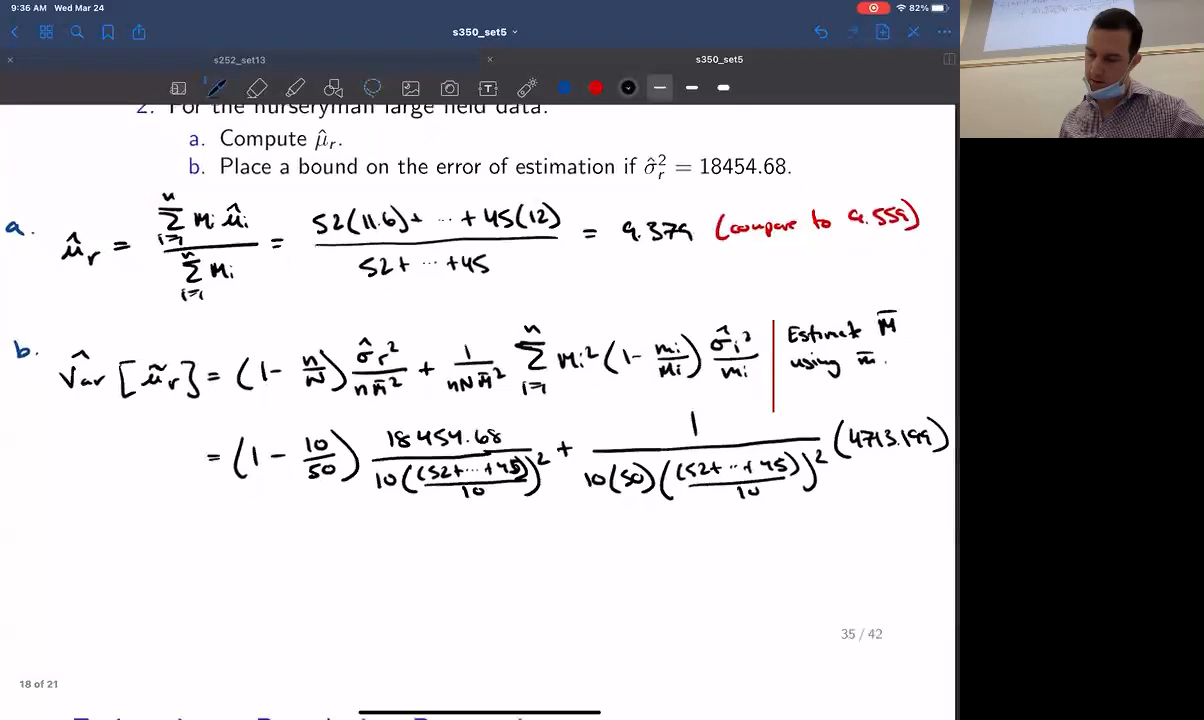 9:36 AM Wed Mar 24
82%
s350_set5
s252_set13
s350_set5
2. For the nurseryman large field data:
a. Compute μ̂_r.
b. Place a bound on the error of estimation if σ̂_r² = 18454.68.
a. μ̂_r = (Σ_{i=1}^{n} M_i μ̂_i) / (Σ_{i=1}^{n} M_i) = (52(11.6) + ··· + 45(12)) / (52 + ··· + 45) = 9.379 (compare to 9.559)
b. V̂ar[μ̃_r] = (1 - n/N) σ̂_r² / (n M̄²) + 1 / (n N M̄²) Σ_{i=1}^{n} M_i² (1 - m_i/M_i) σ̂_i² / m_i
Estimate M̄
using m̄.
= (1 - 10/50) 18454.68 / (10((52+···+45)/10)²) + 1 / (10(50)((52+···+45)/10)²) (4713.199)
35 / 42
18 of 21